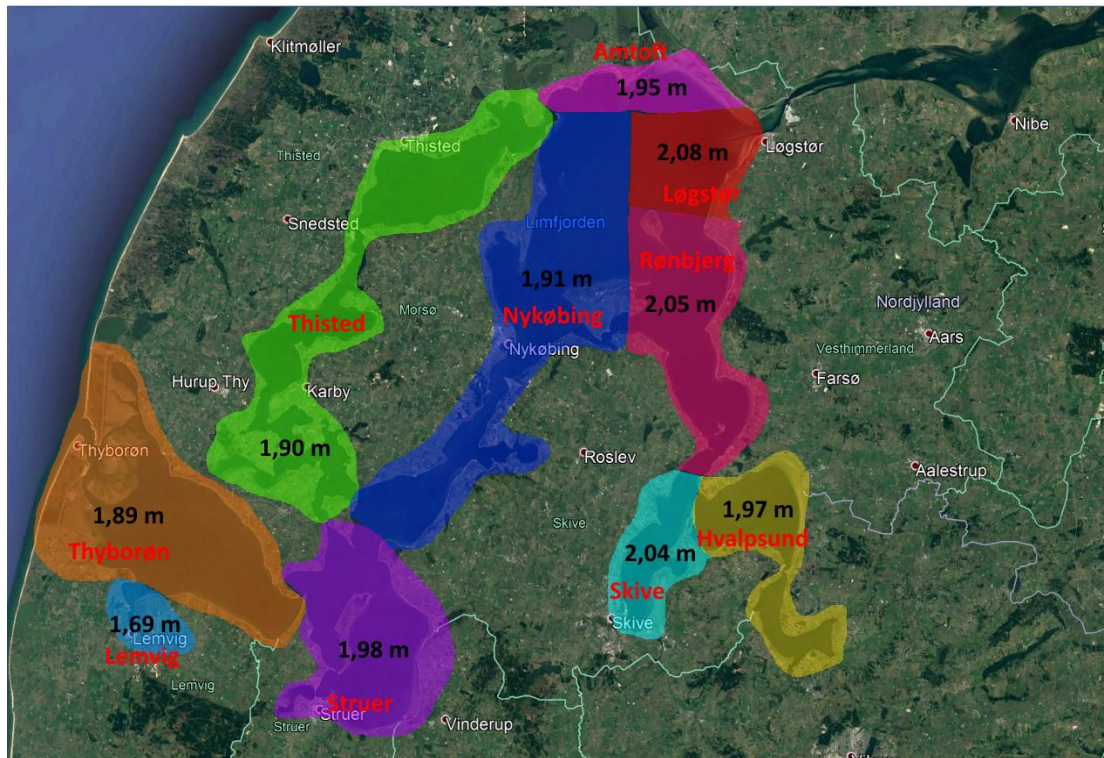 Klitmøller
Amtoft
1,95 m
Nibe
Thisted
Thisted
2,08 m
Løgstør
Løgstør
Snedsted
Limfjorden
Rønbjerg
1,91 m
2,05 m
Nordjylland
Thisted
Morsø
Nykøbing
Nykøbing
Aars
Vesthimmerland
Hurup Thy
Karby
Farsø
Thyborøn
1,90 m
Roslev
Aalestrup
1,89 m
1,97 m
Skive
Hvalpsund
Thyborøn
2,04 m
Skive
Skive
1,69 m
Lemvig
Lemvig
1,98 m
Lemvig
Struer
Struer
Struer
Vinderup